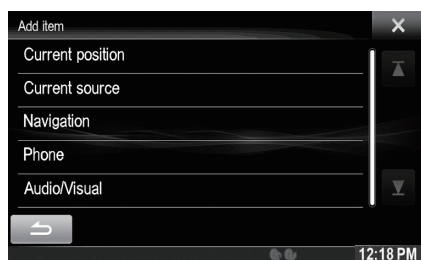 Add item
Current position
Current source
Navigation
Phone
Audio/Visual
12:18 PM